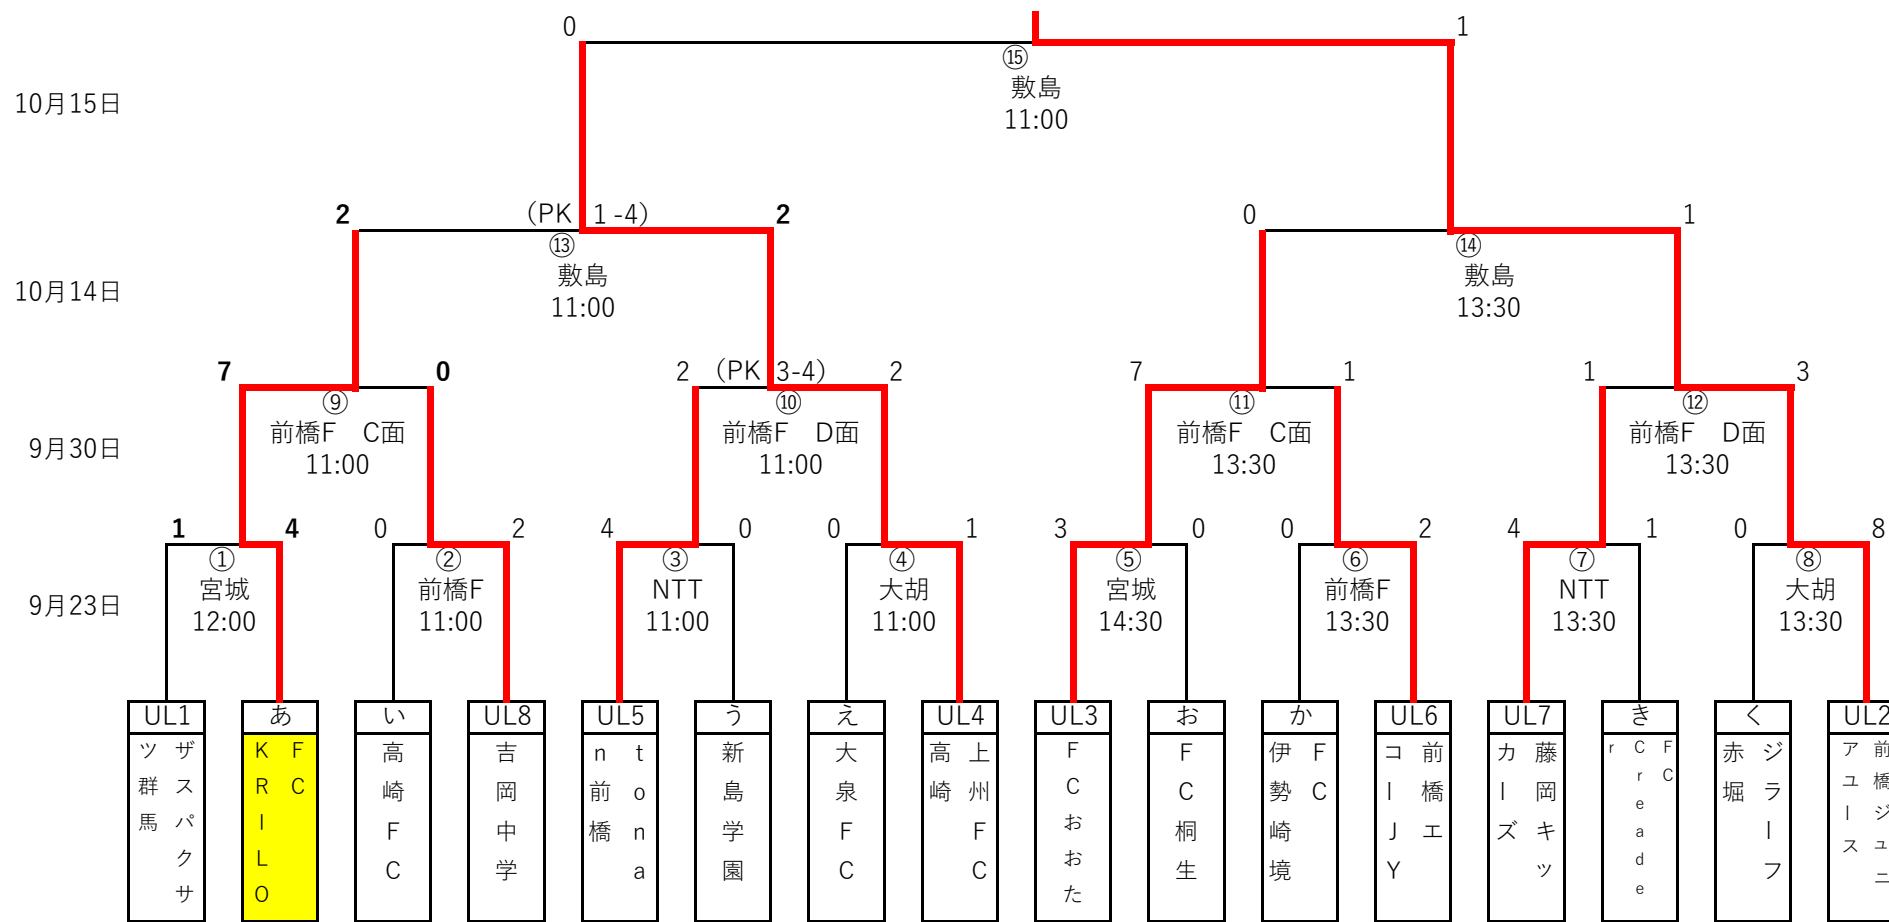 0 1
⑮
敷島
10月15日
11:00
2 (PK 1-4) 2 0 1
⑬ ⑭
敷島 敷島
10月14日
11:00 13:30
7 0 2 (PK 3-4) 2 7 1 1 3
⑨ ⑩ ⑪ ⑫
前橋F C面 前橋F D面 前橋F C面 前橋F D面
9月30日
11:00 11:00 13:30 13:30
1 4 0 2 4 0 0 1 3 0 0 2 4 1 0 8
① ② ③ ④ ⑤ ⑥ ⑦ ⑧
宮城 前橋F NTT 大胡 宮城 前橋F NTT 大胡
9月23日
12:00 11:00 11:00 11:00 14:30 13:30 13:30 13:30
UL1 あ い UL8 UL5 う え UL4 UL3 お か UL6 UL7 き く UL2
ザスパクサ
ツ群馬
FC
KRILO
高崎FC
吉岡中学
tona
n前橋
新島学園
大泉FC
上州FC
高崎
FCおおた
FC桐生
FC
伊勢崎境
前橋エ
コーJY
藤岡キッ
カーズ
FC
Creade
r
ジラーフ
赤堀
前橋ジュニ
アユース